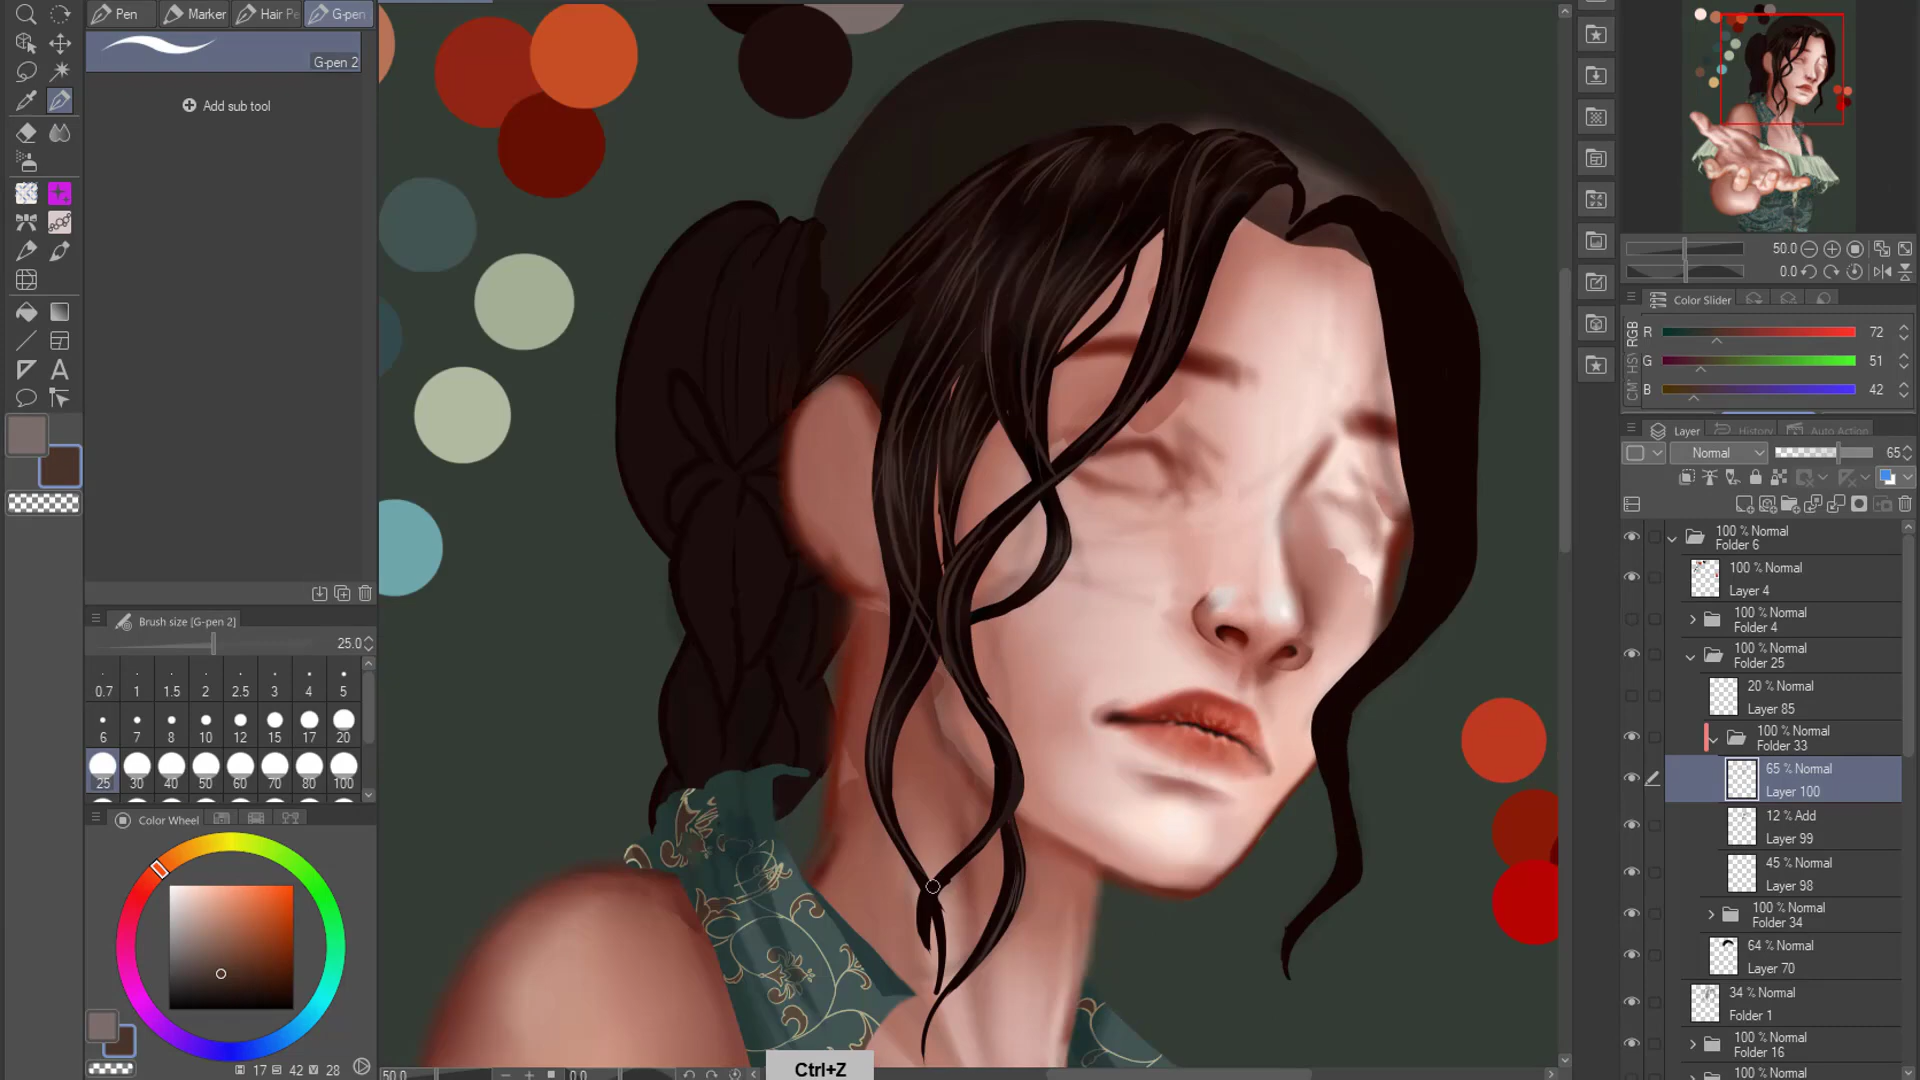 Pen
Marker
Hair Pe
G-pen
G-pen 2
Add sub tool
Brush size [G-pen 2]
25.0
0.7 1 1.5 2 2.5 3 4 5
6 7 8 10 12 15 17 20
25 30 40 50 60 70 80 100
Color Wheel
17 42 28
50.0 0.0
Ctrl+Z
50.0
0.0
Color Slider
RGB
R 72
G 51
B 42
Layer
History
Auto Action
Normal 65
100 % Normal
Folder 6
100 % Normal
Layer 4
100 % Normal
Folder 4
100 % Normal
Folder 25
20 % Normal
Layer 85
100 % Normal
Folder 33
65 % Normal
Layer 100
12 % Add
Layer 99
45 % Normal
Layer 98
100 % Normal
Folder 34
64 % Normal
Layer 70
34 % Normal
Folder 1
100 % Normal
Folder 16
100 % Normal